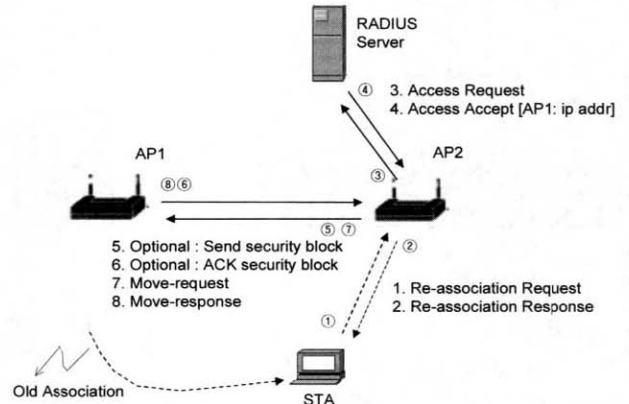 RADIUS
Server
④
3. Access Request
4. Access Accept [AP1: ip addr]
AP1
AP2
③
⑧⑥
⑤ ⑦
②
5. Optional : Send security block
6. Optional : ACK security block
7. Move-request
8. Move-response
1. Re-association Request
2. Re-association Response
①
Old Association
STA